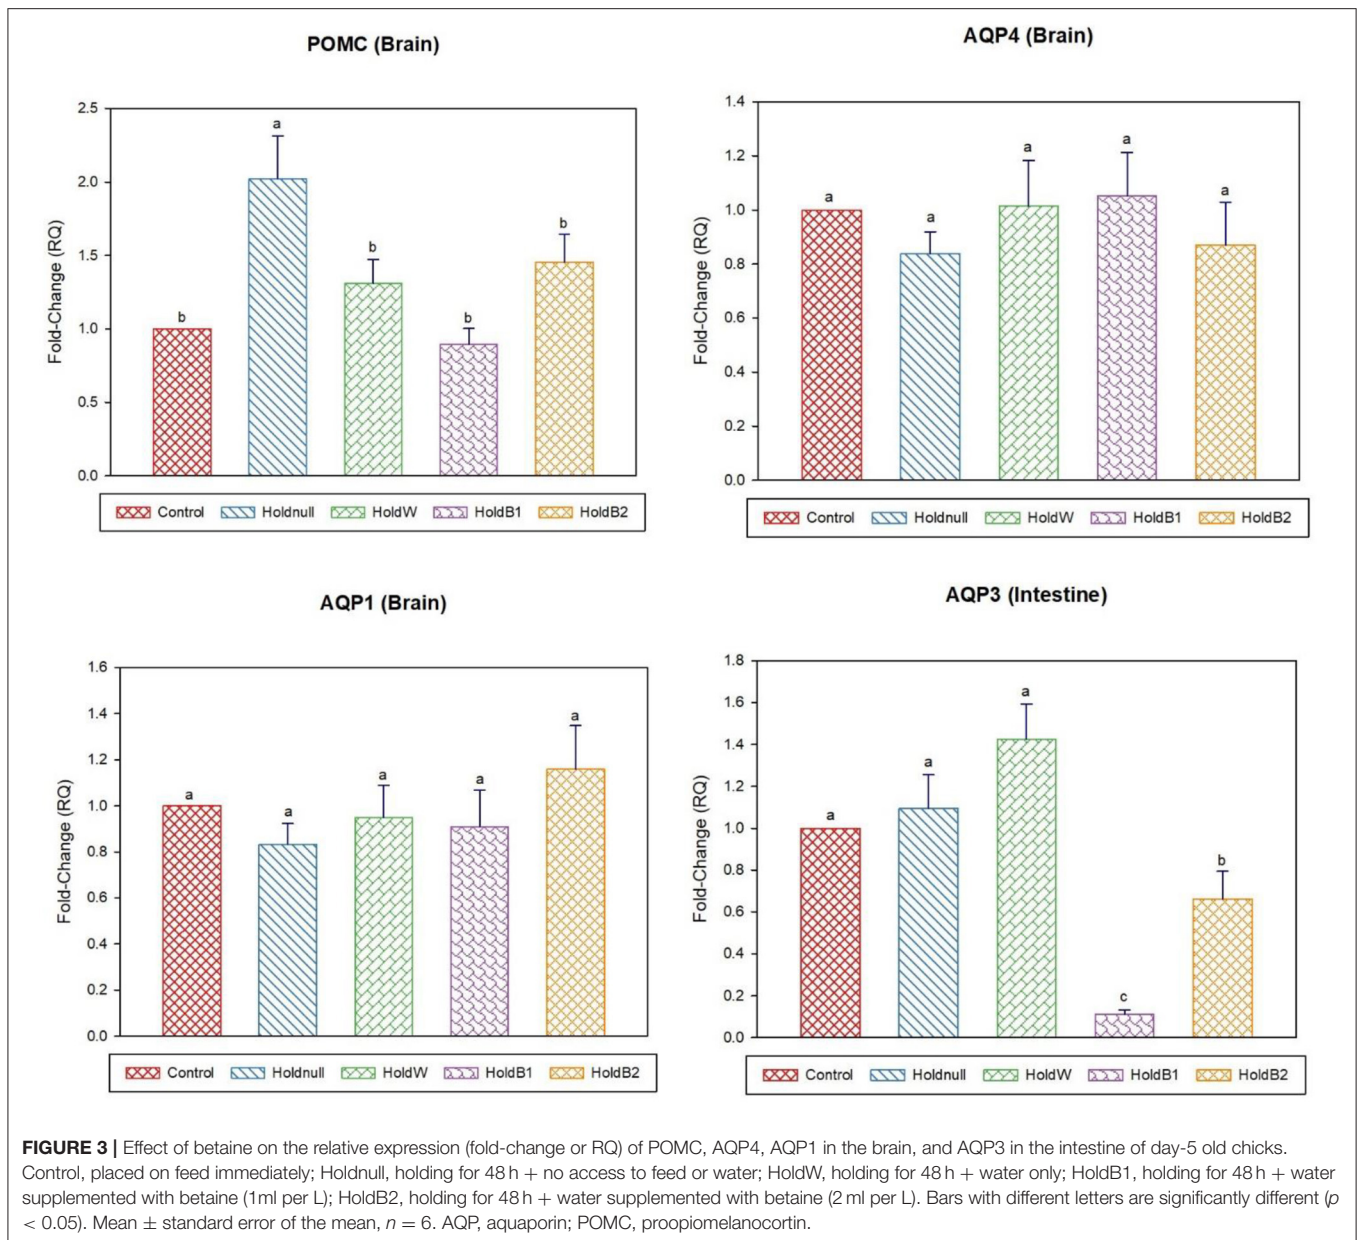 POMC (Brain)
2.5
2.0
1.5
1.0
0.5
0.0
Fold-Change (RQ)
b
a
b
b
b
Control Holdnull HoldW HoldB1 HoldB2
AQP4 (Brain)
1.4
1.2
1.0
0.8
0.6
0.4
0.2
0.0
Fold-Change (RQ)
a
a
a
a
a
Control Holdnull HoldW HoldB1 HoldB2
AQP1 (Brain)
1.6
1.4
1.2
1.0
0.8
0.6
0.4
0.2
0.0
Fold-Change (RQ)
a
a
a
a
a
Control Holdnull HoldW HoldB1 HoldB2
AQP3 (Intestine)
1.8
1.6
1.4
1.2
1.0
0.8
0.6
0.4
0.2
0.0
Fold-Change (RQ)
a
a
a
c
b
Control Holdnull HoldW HoldB1 HoldB2
FIGURE 3 | Effect of betaine on the relative expression (fold-change or RQ) of POMC, AQP4, AQP1 in the brain, and AQP3 in the intestine of day-5 old chicks.
Control, placed on feed immediately; Holdnull, holding for 48 h + no access to feed or water; HoldW, holding for 48 h + water only; HoldB1, holding for 48 h + water
supplemented with betaine (1ml per L); HoldB2, holding for 48 h + water supplemented with betaine (2 ml per L). Bars with different letters are significantly different (p
< 0.05). Mean ± standard error of the mean, n = 6. AQP, aquaporin; POMC, proopiomelanocortin.